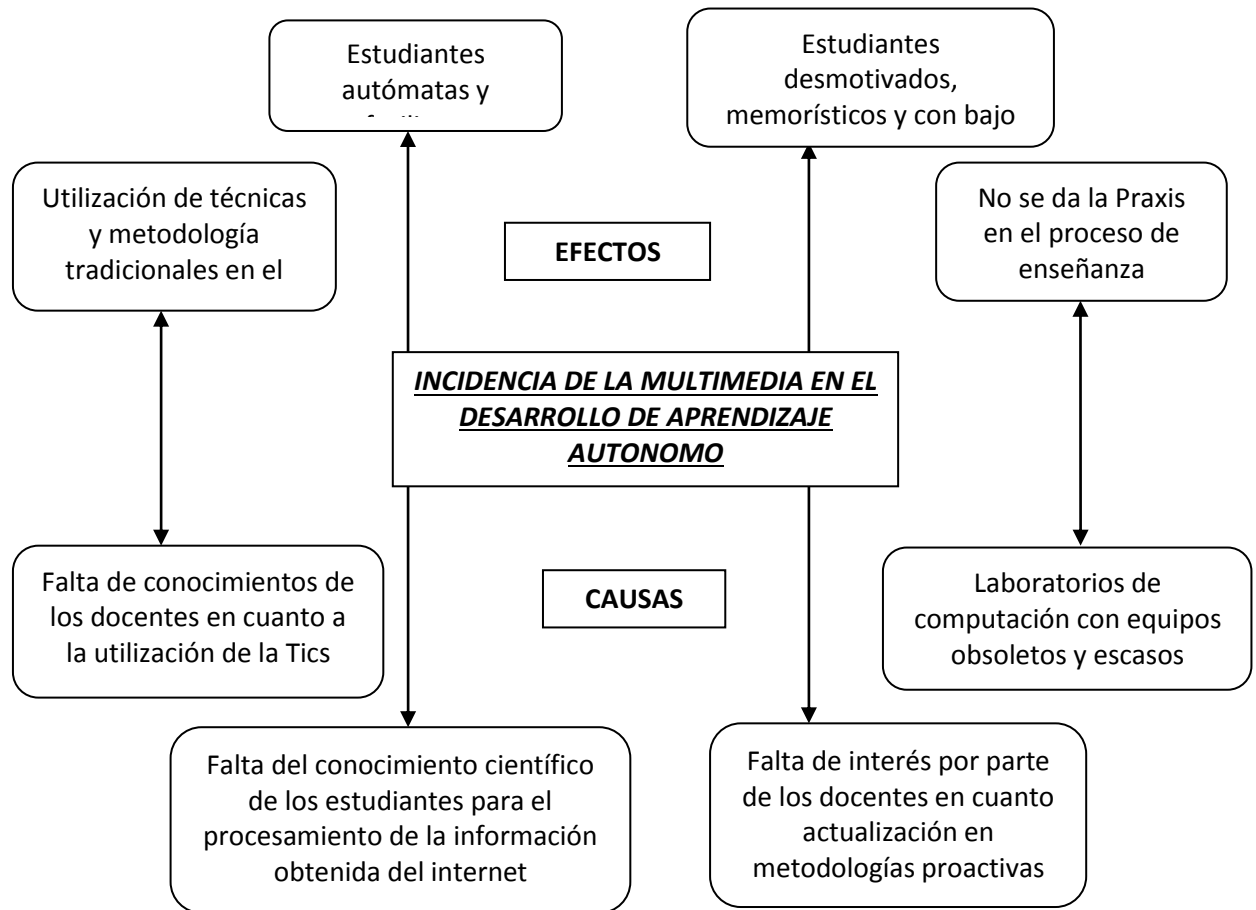 Estudiantes
autómatas y
Estudiantes
desmotivados,
memorísticos y con bajo
Utilización de técnicas
y metodología
tradicionales en el
No se da la Praxis
en el proceso de
enseñanza
EFECTOS
INCIDENCIA DE LA MULTIMEDIA EN EL
DESARROLLO DE APRENDIZAJE
AUTONOMO
CAUSAS
Falta de conocimientos de
los docentes en cuanto a
la utilización de la Tics
Laboratorios de
computación con equipos
obsoletos y escasos
Falta del conocimiento científico
de los estudiantes para el
procesamiento de la información
obtenida del internet
Falta de interés por parte
de los docentes en cuanto
actualización en
metodologías proactivas